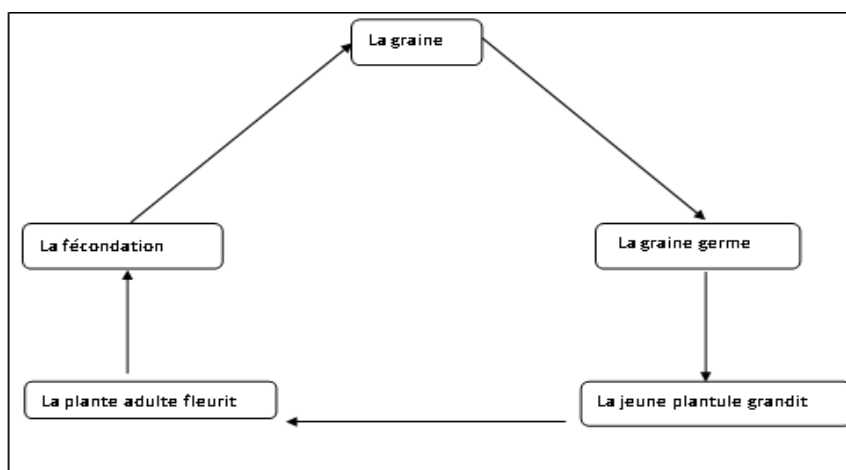 La graine
La graine germe
La jeune plantule grandit
La plante adulte fleurit
La fécondation